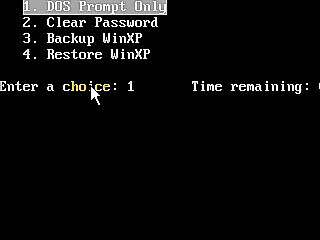 1. DOS Prompt Only
2. Clear Password
3. Backup WinXP
4. Restore WinXP
Enter a choice: 1 Time remaining: